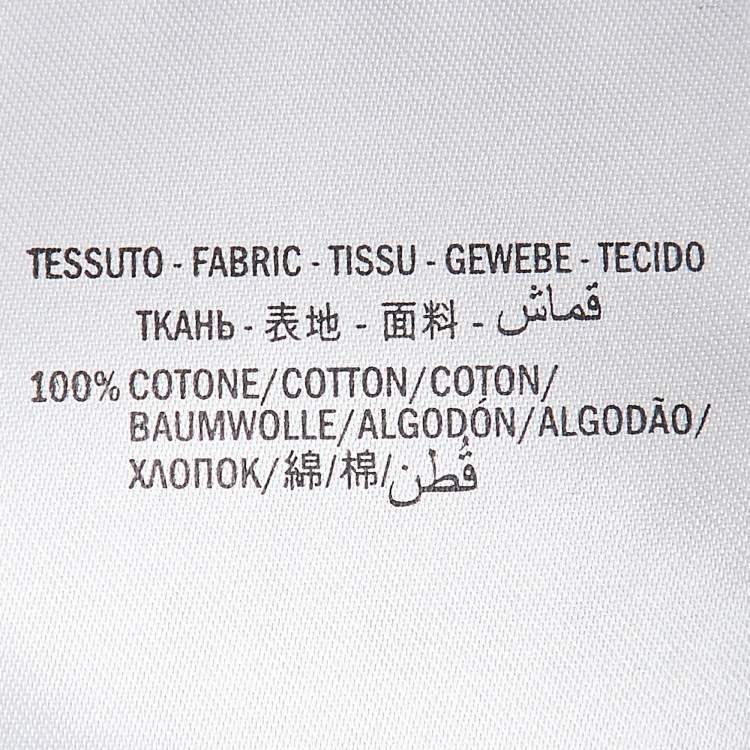 TESSUTO - FABRIC - TISSU - GEWEBE - TECIDO
ТКАНЬ - 表地 - 面料 - قماش
100% COTONE/COTTON/COTON/
BAUMWOLLE/ALGODÓN/ALGODÃO/
ХЛОПОК/綿/棉/قُطن